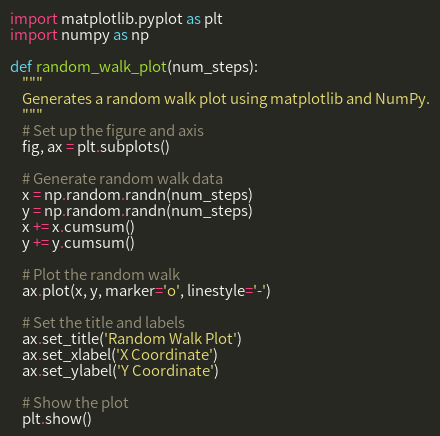 import matplotlib.pyplot as plt
import numpy as np

def random_walk_plot(num_steps):
    """
    Generates a random walk plot using matplotlib and NumPy.
    """
    # Set up the figure and axis
    fig, ax = plt.subplots()

    # Generate random walk data
    x = np.random.randn(num_steps)
    y = np.random.randn(num_steps)
    x += x.cumsum()
    y += y.cumsum()

    # Plot the random walk
    ax.plot(x, y, marker='o', linestyle='-')

    # Set the title and labels
    ax.set_title('Random Walk Plot')
    ax.set_xlabel('X Coordinate')
    ax.set_ylabel('Y Coordinate')

    # Show the plot
    plt.show()